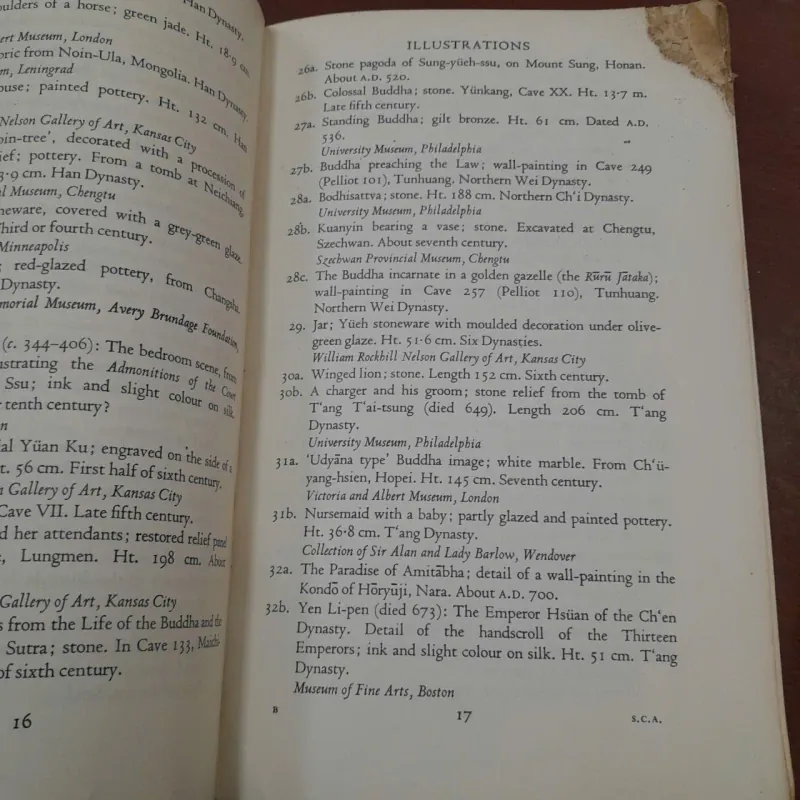 Han Dynasty.
oulders of a horse; green jade. Ht. 18·9 cm.
ert Museum, London
bric from Noin-Ula, Mongolia. Han Dynasty.
m, Leningrad
ouse; painted pottery. Ht. 132 cm. Han
Nelson Gallery of Art, Kansas City
oin-tree', decorated with a procession of
ief; pottery. From a tomb at Neichiung,
3·9 cm. Han Dynasty.
al Museum, Chengtu
neware, covered with a grey-green glaze.
Third or fourth century.
Minneapolis
; red-glazed pottery, from Changsha.
Dynasty.
morial Museum, Avery Brundage Foundation,
(c. 344–406): The bedroom scene, from
ustrating the Admonitions of the Court
Ssu; ink and slight colour on silk.
tenth century?
on
ial Yüan Ku; engraved on the side of a
t. 56 cm. First half of sixth century.
n Gallery of Art, Kansas City
Cave VII. Late fifth century.
d her attendants; restored relief panel
, Lungmen. Ht. 198 cm. About
Gallery of Art, Kansas City
s from the Life of the Buddha and the
Sutra; stone. In Cave 133, Maichi-
of sixth century.
16
ILLUSTRATIONS
26a. Stone pagoda of Sung-yüeh-ssu, on Mount Sung, Honan.
About A.D. 520.
26b. Colossal Buddha; stone. Yünkang, Cave XX. Ht. 13·7 m.
Late fifth century.
27a. Standing Buddha; gilt bronze. Ht. 61 cm. Dated A.D.
536.
University Museum, Philadelphia
27b. Buddha preaching the Law; wall-painting in Cave 249
(Pelliot 101), Tunhuang. Northern Wei Dynasty.
28a. Bodhisattva; stone. Ht. 188 cm. Northern Ch'i Dynasty.
University Museum, Philadelphia
28b. Kuanyin bearing a vase; stone. Excavated at Chengtu,
Szechwan. About seventh century.
Szechwan Provincial Museum, Chengtu
28c. The Buddha incarnate in a golden gazelle (the Rūrū Jātaka);
wall-painting in Cave 257 (Pelliot 110), Tunhuang.
Northern Wei Dynasty.
29. Jar; Yüeh stoneware with moulded decoration under olive-
green glaze. Ht. 51·6 cm. Six Dynasties.
William Rockhill Nelson Gallery of Art, Kansas City
30a. Winged lion; stone. Length 152 cm. Sixth century.
30b. A charger and his groom; stone relief from the tomb of
T'ang T'ai-tsung (died 649). Length 206 cm. T'ang
Dynasty.
University Museum, Philadelphia
31a. 'Udyāna type' Buddha image; white marble. From Ch'ü-
yang-hsien, Hopei. Ht. 145 cm. Seventh century.
Victoria and Albert Museum, London
31b. Nursemaid with a baby; partly glazed and painted pottery.
Ht. 36·8 cm. T'ang Dynasty.
Collection of Sir Alan and Lady Barlow, Wendover
32a. The Paradise of Amitābha; detail of a wall-painting in the
Kondō of Hōryūji, Nara. About A.D. 700.
32b. Yen Li-pen (died 673): The Emperor Hsüan of the Ch'en
Dynasty. Detail of the handscroll of the Thirteen
Emperors; ink and slight colour on silk. Ht. 51 cm. T'ang
Dynasty.
Museum of Fine Arts, Boston
B
17
S.C.A.